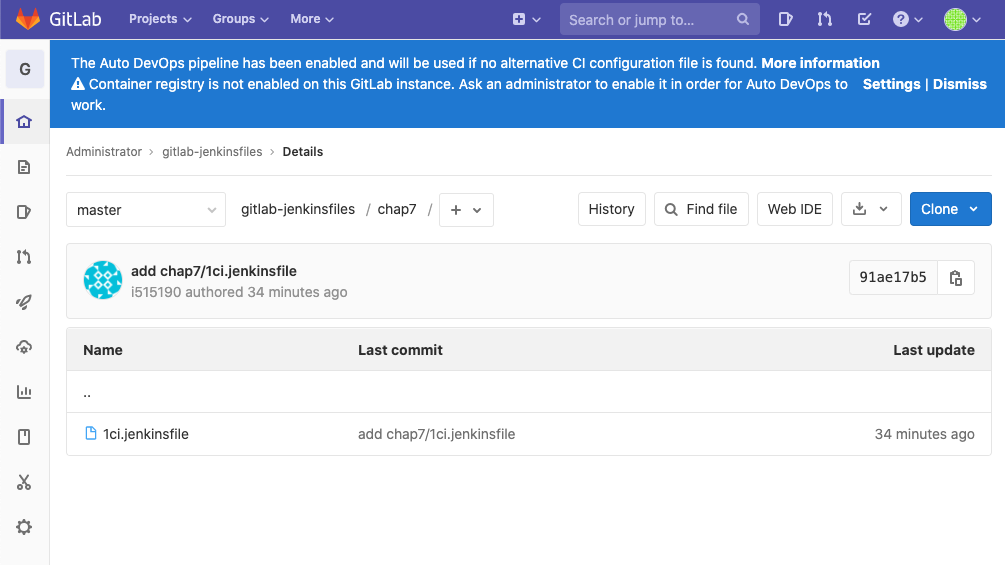 GitLab Projects Groups More Search or jump to...
G
The Auto DevOps pipeline has been enabled and will be used if no alternative CI configuration file is found. More information
Container registry is not enabled on this GitLab instance. Ask an administrator to enable it in order for Auto DevOps to work.
Settings | Dismiss
Administrator > gitlab-jenkinsfiles > Details
master gitlab-jenkinsfiles / chap7 / + History Find file Web IDE Clone
add chap7/1ci.jenkinsfile
i515190 authored 34 minutes ago
91ae17b5
Name Last commit Last update
..
1ci.jenkinsfile add chap7/1ci.jenkinsfile 34 minutes ago